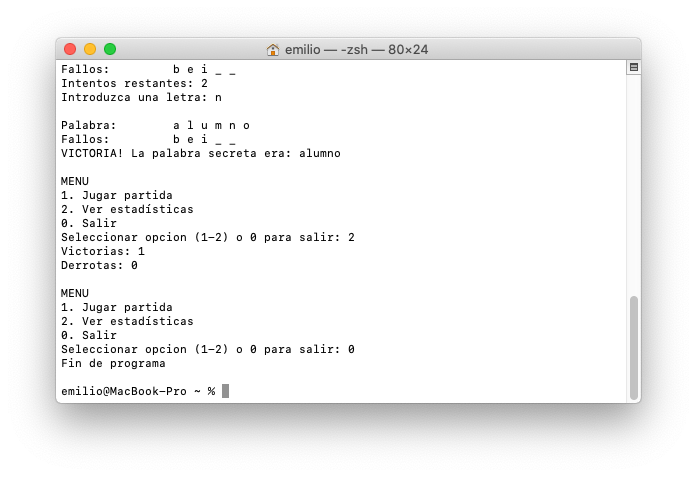 emilio — -zsh — 80×24
Fallos: b e i _ _
Intentos restantes: 2
Introduzca una letra: n
Palabra: a l u m n o
Fallos: b e i _ _
VICTORIA! La palabra secreta era: alumno
MENU
1. Jugar partida
2. Ver estadísticas
0. Salir
Seleccionar opcion (1-2) o 0 para salir: 2
Victorias: 1
Derrotas: 0
MENU
1. Jugar partida
2. Ver estadísticas
0. Salir
Seleccionar opcion (1-2) o 0 para salir: 0
Fin de programa
emilio@MacBook-Pro ~ %